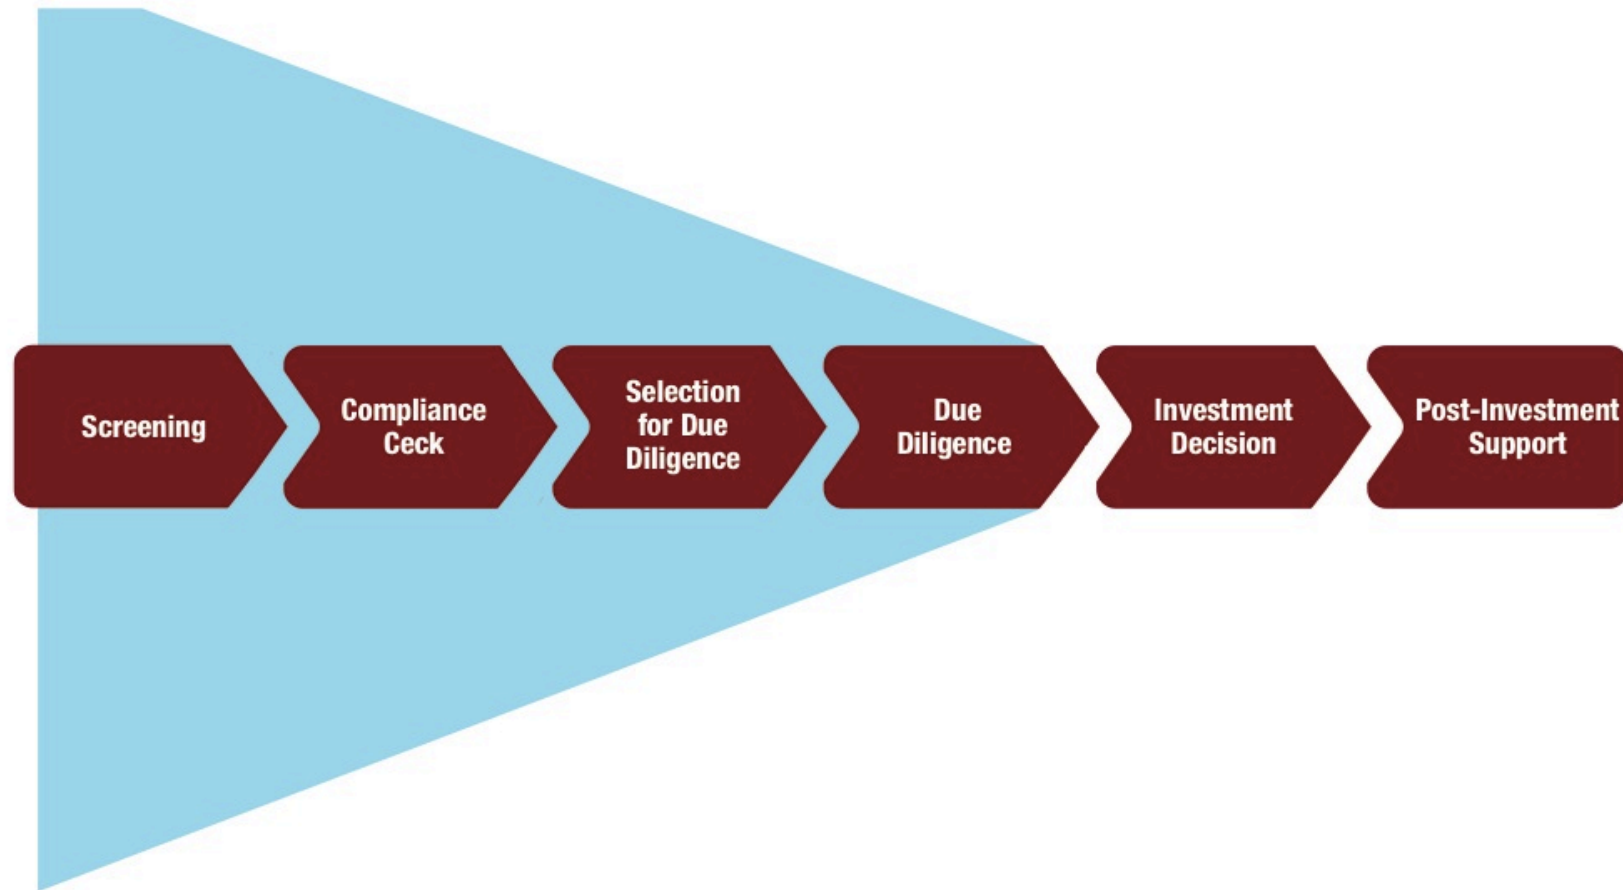 Screening
Compliance
Ceck
Selection
for Due
Diligence
Due
Diligence
Investment
Decision
Post-Investment
Support